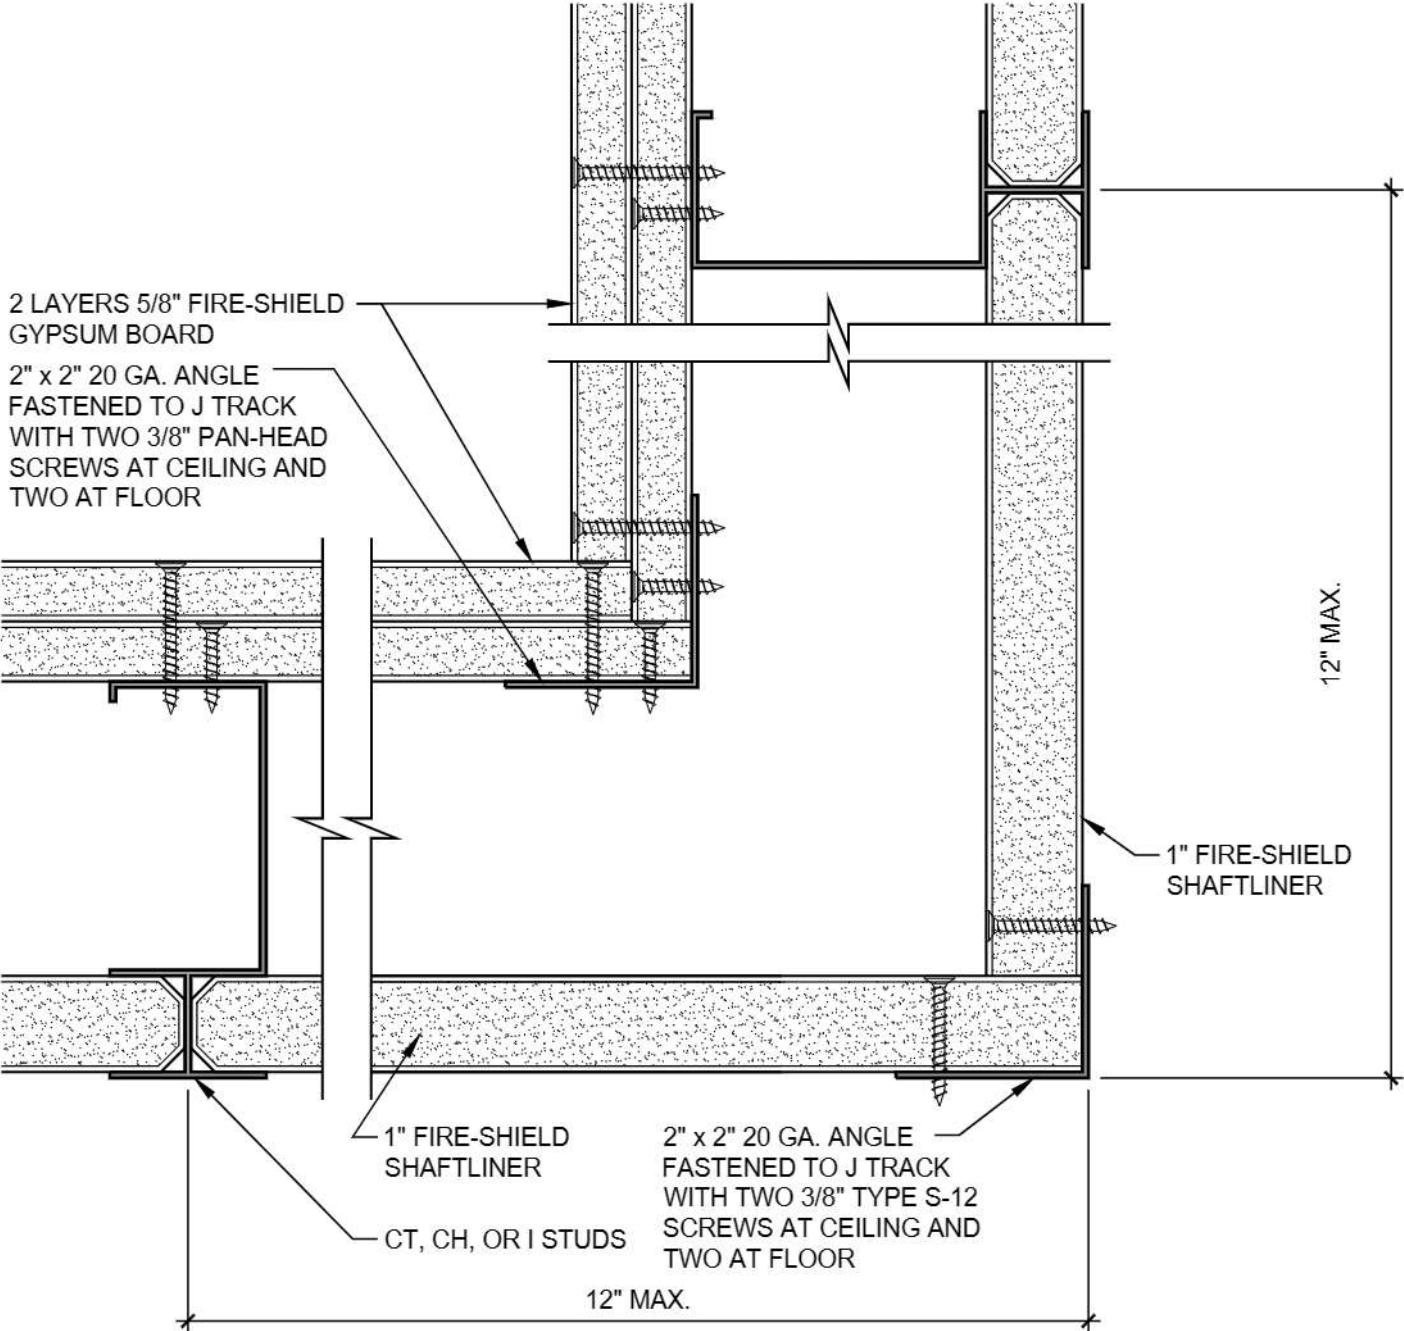 2 LAYERS 5/8" FIRE-SHIELD
GYPSUM BOARD
2" x 2" 20 GA. ANGLE
FASTENED TO J TRACK
WITH TWO 3/8" PAN-HEAD
SCREWS AT CEILING AND
TWO AT FLOOR
12" MAX.
1" FIRE-SHIELD
SHAFTLINER
1" FIRE-SHIELD
SHAFTLINER
CT, CH, OR I STUDS
2" x 2" 20 GA. ANGLE
FASTENED TO J TRACK
WITH TWO 3/8" TYPE S-12
SCREWS AT CEILING AND
TWO AT FLOOR
12" MAX.